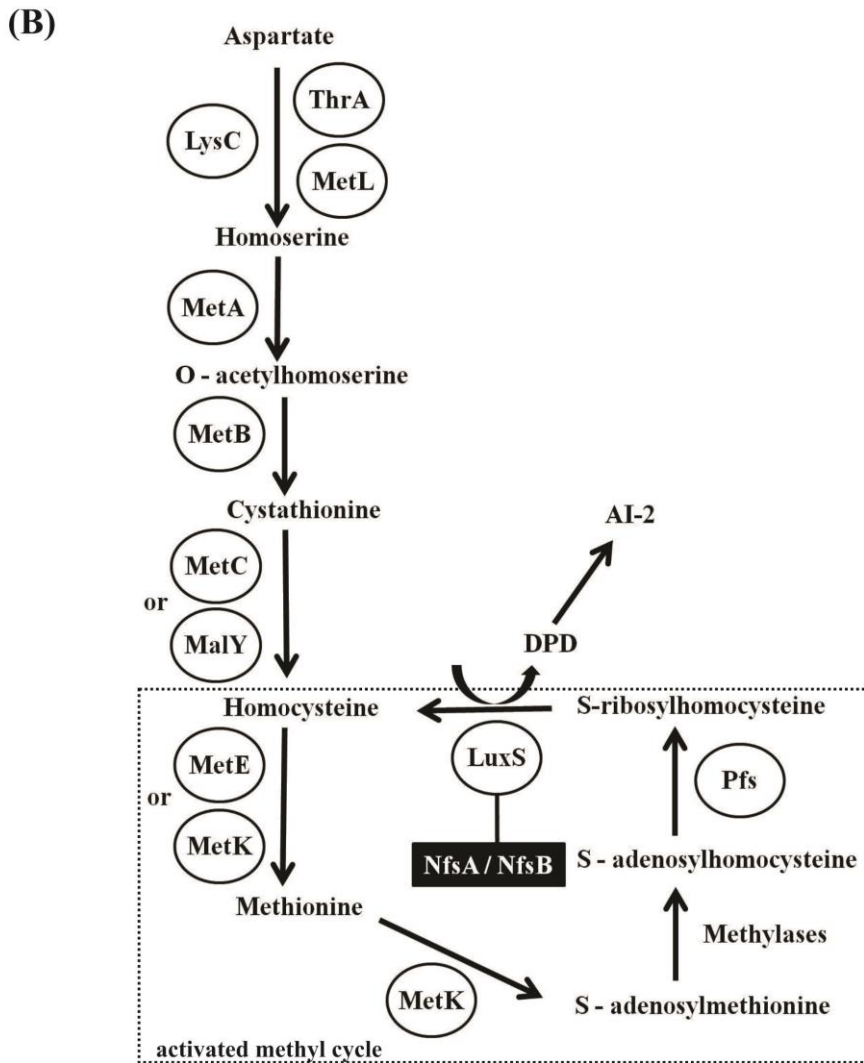 (B)
Aspartate
ThrA
LysC
MetL
Homoserine
MetA
O - acetylhomoserine
MetB
Cystathionine
AI-2
MetC
or
MalY
DPD
Homocysteine
S-ribosylhomocysteine
MetE
LuxS
Pfs
or
MetK
NfsA / NfsB
S - adenosylhomocysteine
Methionine
Methylases
MetK
S - adenosylmethionine
activated methyl cycle